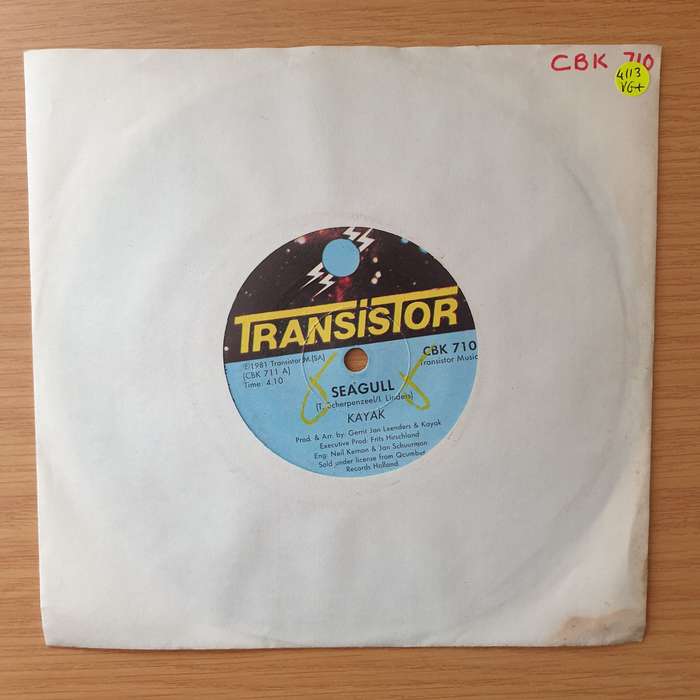 CBK 710
4113
VG+
TRANSISTOR
℗1981 Transistor M.(SA)
(CBK 711 A)
Time: 4.10
CBK 710
Transistor Music
SEAGULL
(T. Scherpenzeel/I. Linders)
KAYAK
Prod. & Arr. by: Gerrit Jan Leenders & Kayak
Executive Prod: Frits Hirschland
Eng: Neil Kernon & Jan Schuurman
Sold under license from Qcumber
Records Holland